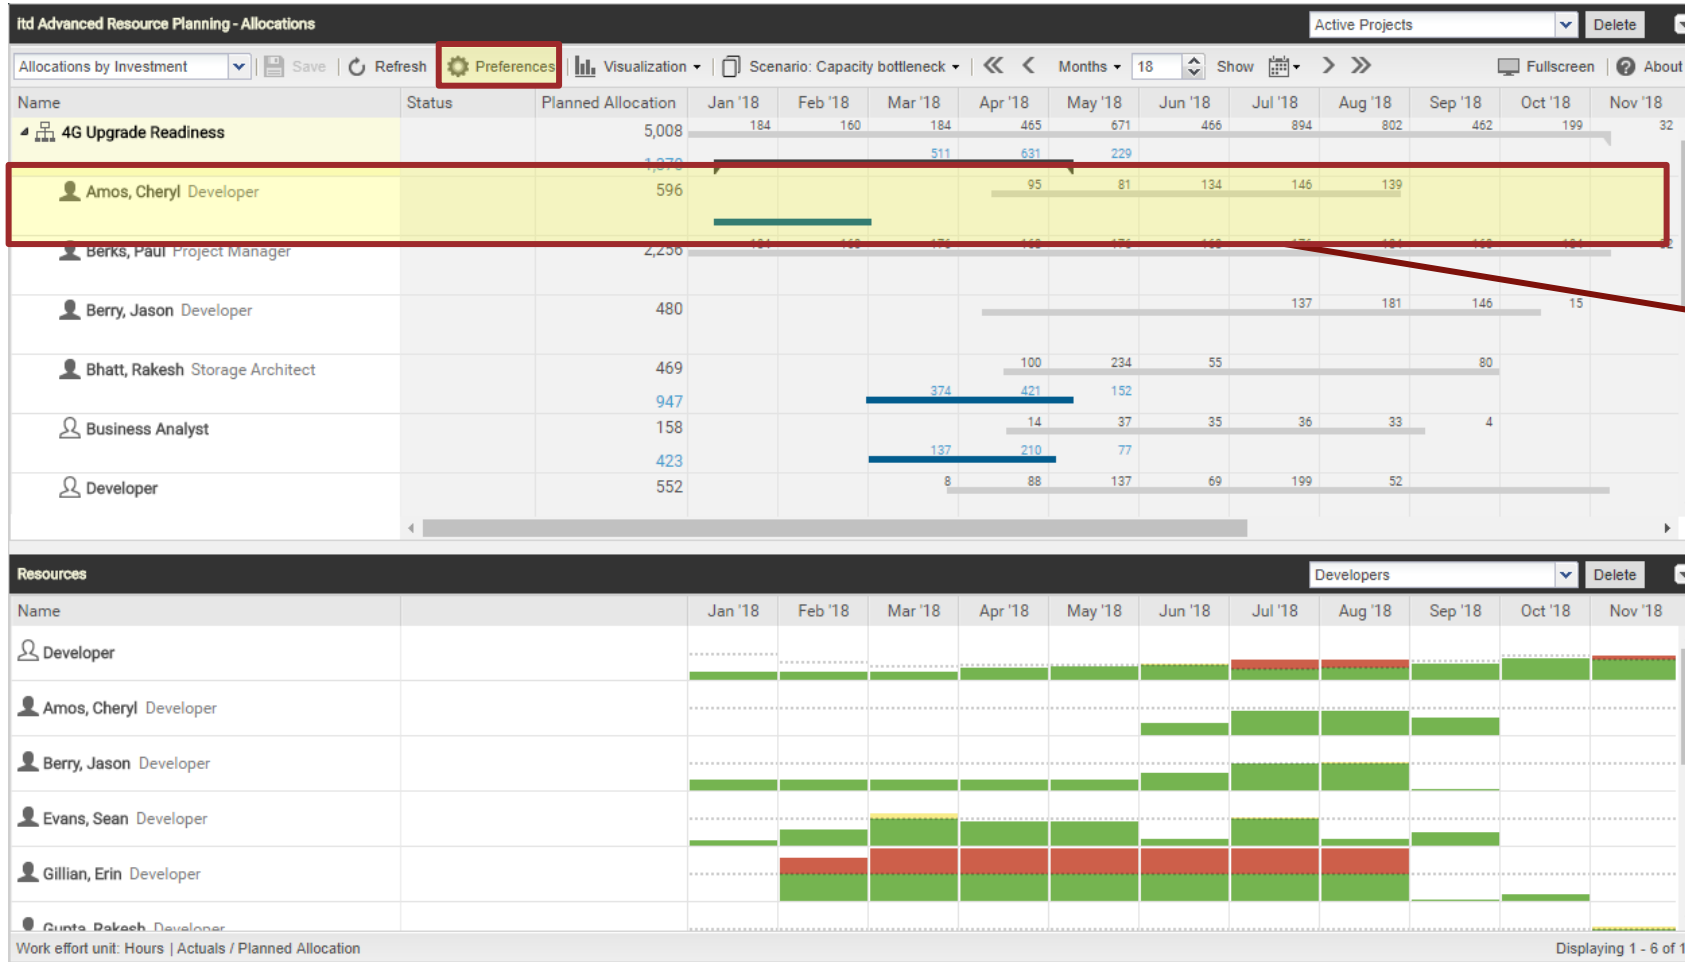 itd Advanced Resource Planning - Allocations Active Projects Delete
Allocations by Investment Save Refresh Preferences Visualization Scenario: Capacity bottleneck Months 18 Show Fullscreen About
Name Status Planned Allocation Jan '18 Feb '18 Mar '18 Apr '18 May '18 Jun '18 Jul '18 Aug '18 Sep '18 Oct '18 Nov '18
4G Upgrade Readiness 5,008 184 160 184 465 671 466 894 802 462 199 32
511 631 229
Amos, Cheryl Developer 596 95 81 134 146 139
Berks, Paul Project Manager 2,256
Berry, Jason Developer 480 137 181 146 15
Bhatt, Rakesh Storage Architect 469 100 234 55 80
947 374 421 152
Business Analyst 158 14 37 35 36 33 4
423 137 210 77
Developer 552 8 88 137 69 199 52
Resources Developers Delete
Name Jan '18 Feb '18 Mar '18 Apr '18 May '18 Jun '18 Jul '18 Aug '18 Sep '18 Oct '18 Nov '18
Developer
Amos, Cheryl Developer
Berry, Jason Developer
Evans, Sean Developer
Gillian, Erin Developer
Gupta, Rakesh Developer
Work effort unit: Hours | Actuals / Planned Allocation Displaying 1 - 6 of 1